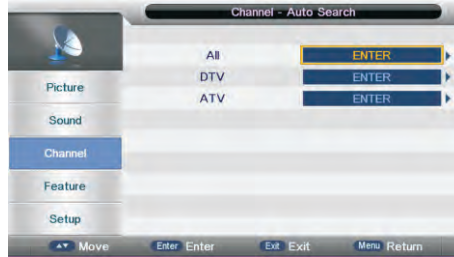 Channel - Auto Search
All ENTER
DTV ENTER
ATV ENTER
Picture
Sound
Channel
Feature
Setup
Move Enter Enter Exit Exit Menu Return